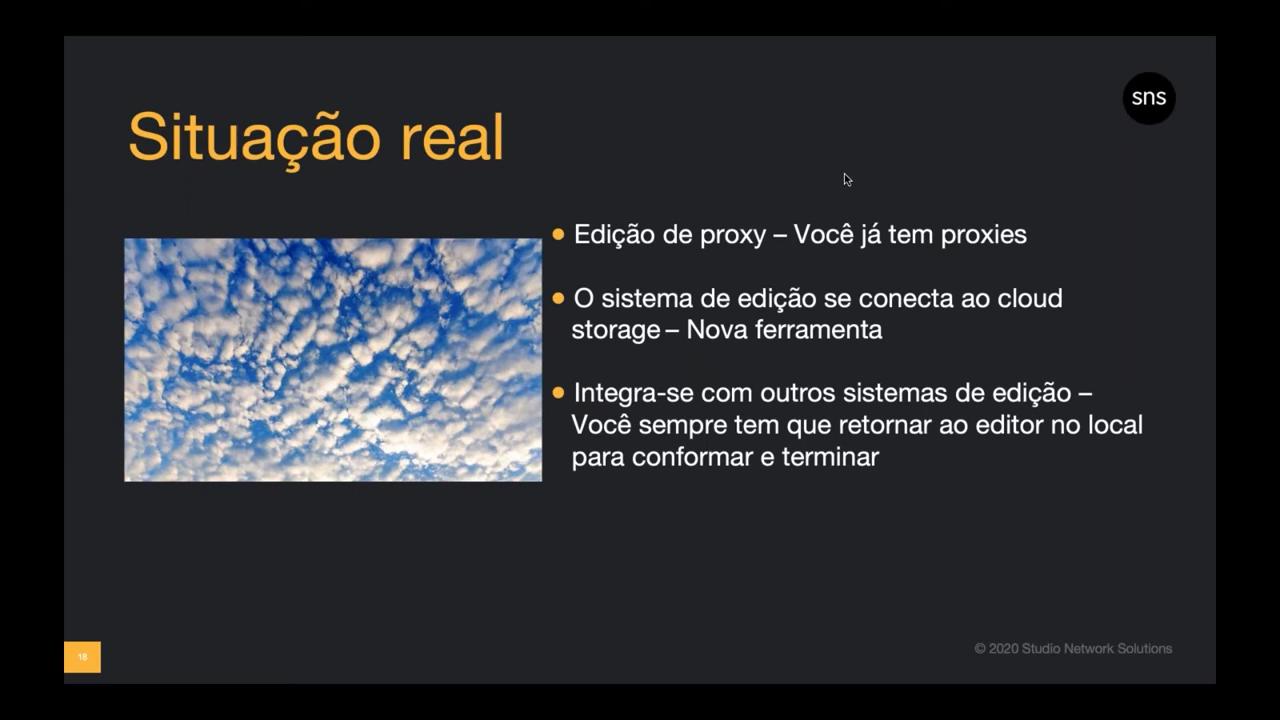 sns
Situação real
Edição de proxy – Você já tem proxies
O sistema de edição se conecta ao cloud
storage – Nova ferramenta
Integra-se com outros sistemas de edição –
Você sempre tem que retornar ao editor no local
para conformar e terminar
18
© 2020 Studio Network Solutions